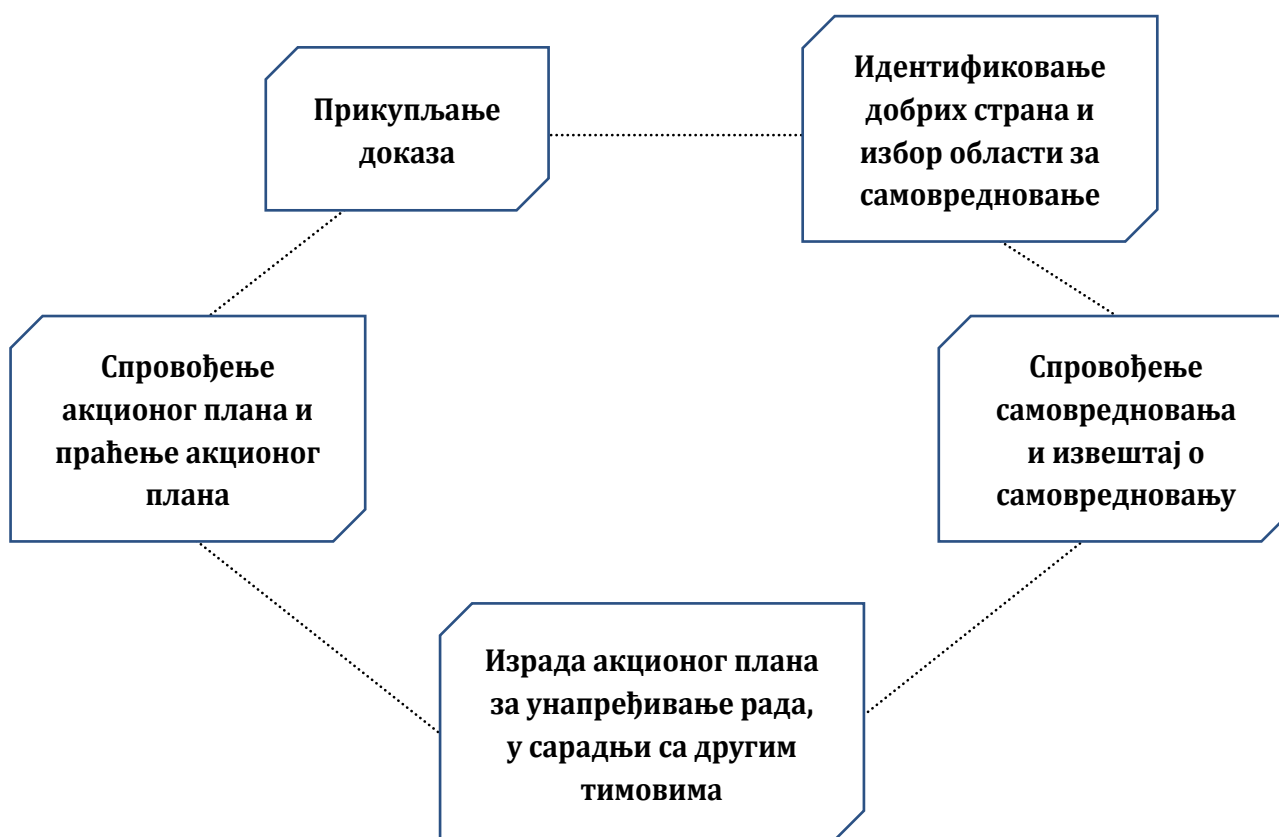 Прикупљање
доказа
Идентификовање
добрих страна и
избор области за
самовредновање
Спровођење
акционог плана и
праћење акционог
плана
Спровођење
самовредновања
и извештај о
самовредновању
Израда акционог плана
за унапређивање рада,
у сарадњи са другим
тимовима